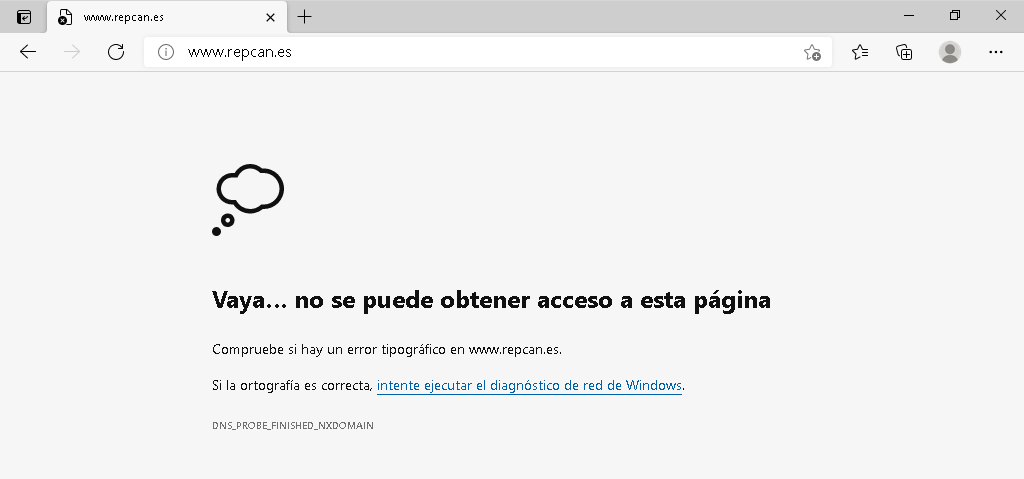 www.repcan.es
www.repcan.es
Vaya... no se puede obtener acceso a esta página
Compruebe si hay un error tipográfico en www.repcan.es.
Si la ortografía es correcta, intente ejecutar el diagnóstico de red de Windows.
DNS_PROBE_FINISHED_NXDOMAIN